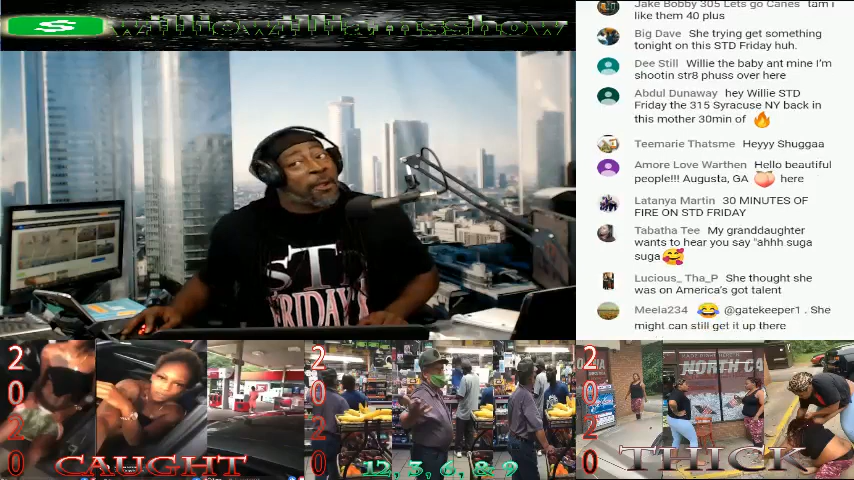 $ williewilliamsshow
Jake Bobby 305 Lets go Canes Iam i
like them 40 plus
Big Dave She trying get something
tonight on this STD Friday huh.
Dee Still Willie the baby ant mine I'm
shootin str8 phuss over here
Abdul Dunaway hey Willie STD
Friday the 315 Syracuse NY back in
this mother 30min of 🔥
Teemarie Thatsme Heyyy Shuggaa
Amore Love Warthen Hello beautiful
people!!! Augusta, GA 🍑 here
Latanya Martin 30 MINUTES OF
FIRE ON STD FRIDAY
Tabatha Tee My granddaughter
wants to hear you say "ahhh suga
suga🥰
Lucious_ Tha_P She thought she
was on America's got talent
Meela234 😂 @gatekeeper1 . She
might can still get it up there
STD
FRIDAY
2020
CAUGHT
2020
12, 3, 6, & 9
2020
NORTH CA
THICK